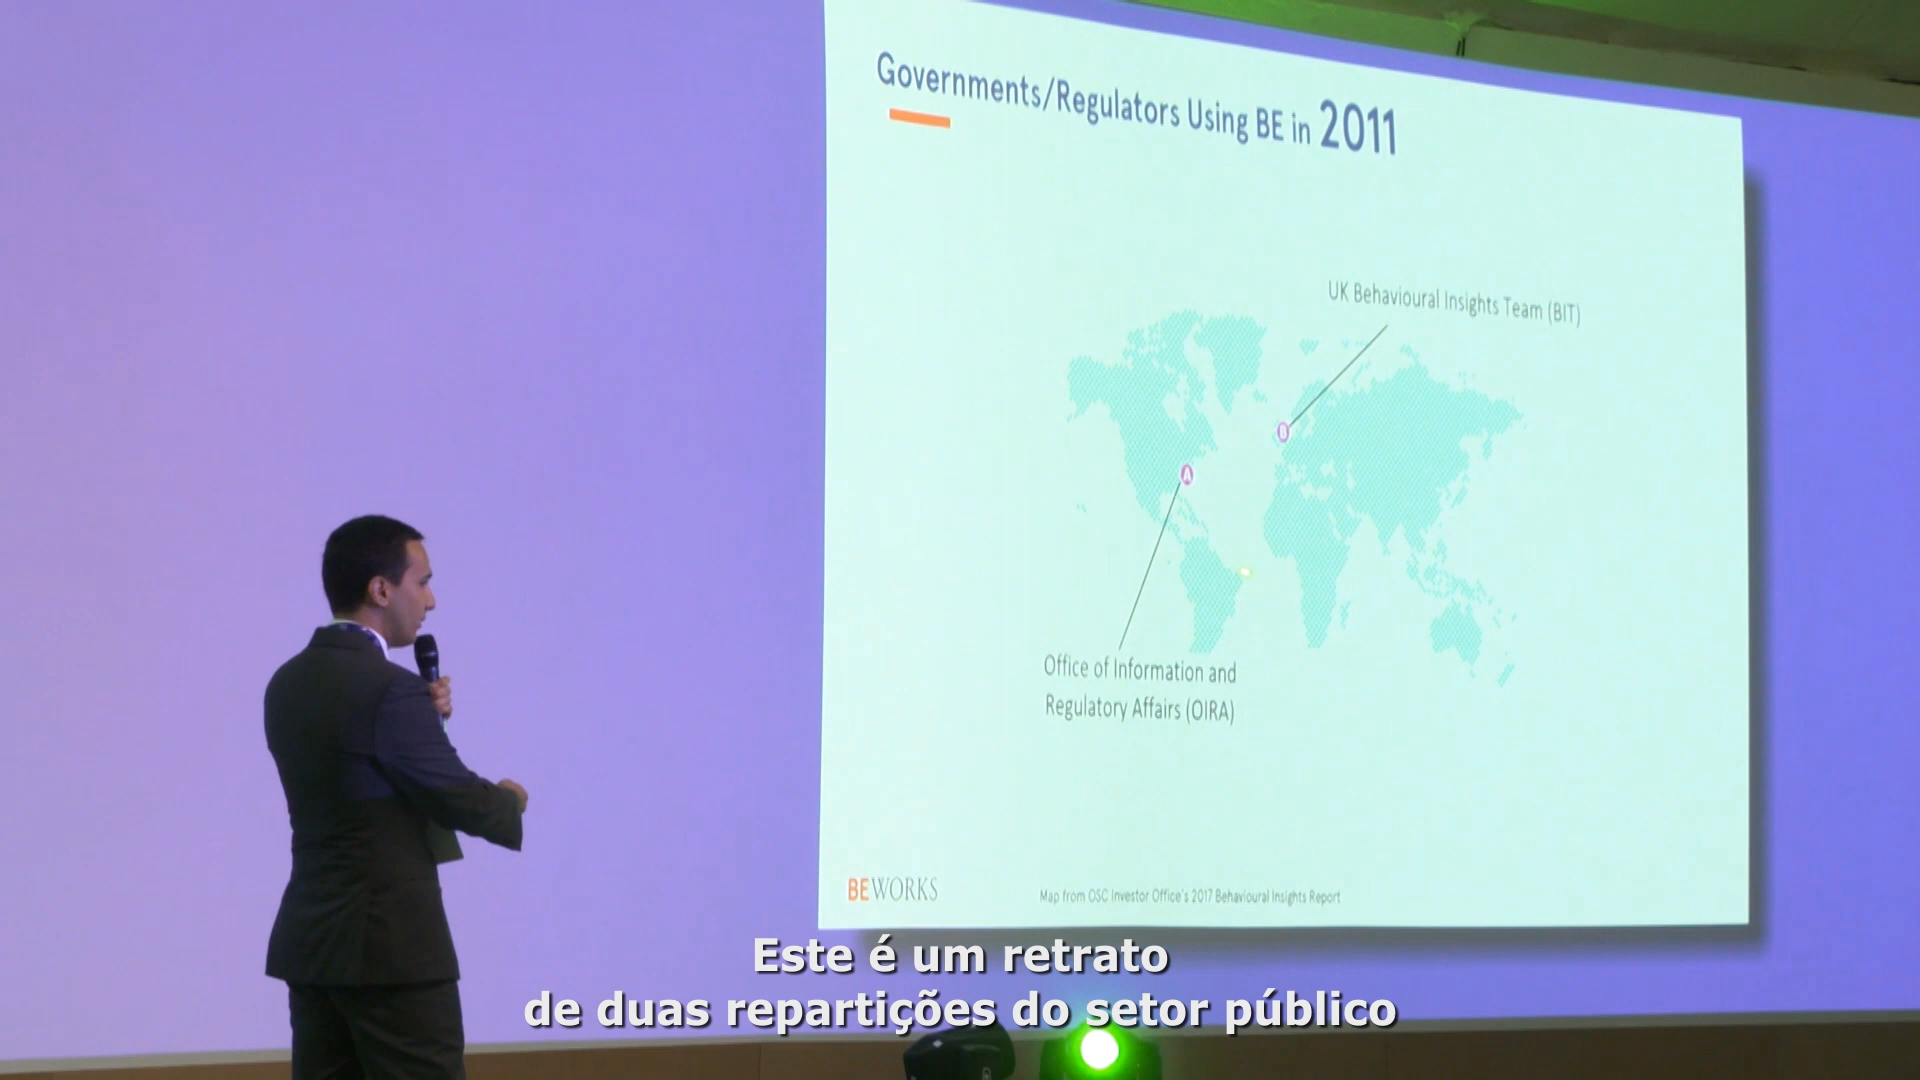 Governments/Regulators Using BE in 2011
UK Behavioural Insights Team (BIT)
B
A
Office of Information and
Regulatory Affairs (OIRA)
BEWORKS
Map from OSC Investor Office's 2017 Behavioural Insights Report
Este é um retrato
de duas repartições do setor público